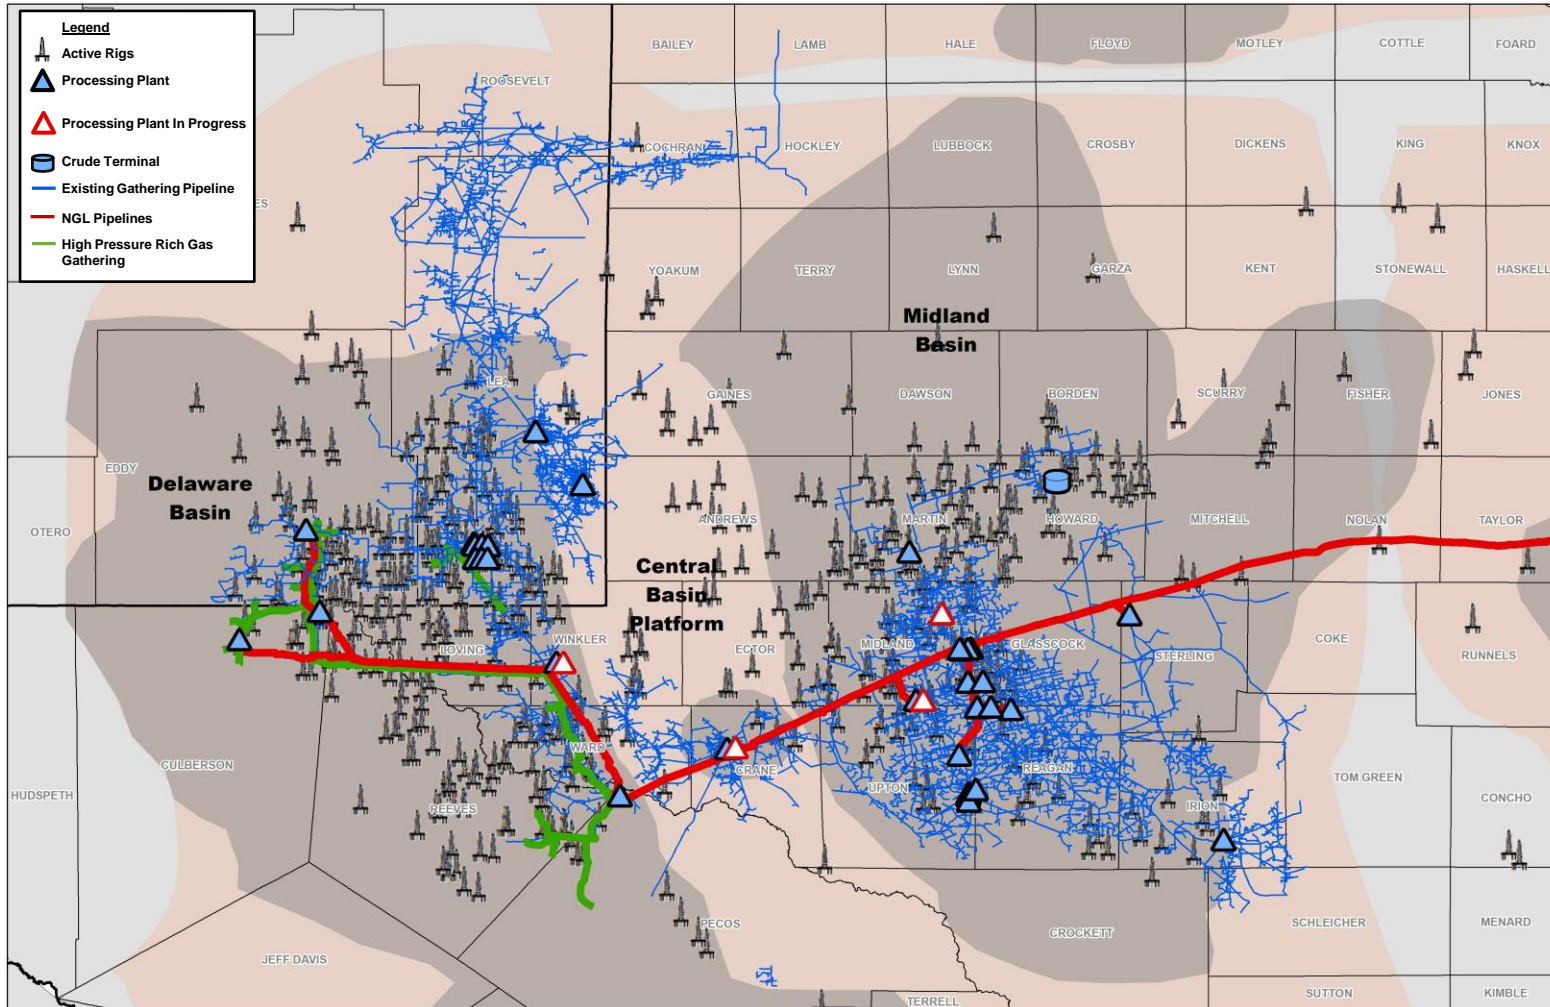 Legend
Active Rigs
Processing Plant
Processing Plant In Progress
Crude Terminal
Existing Gathering Pipeline
NGL Pipelines
High Pressure Rich Gas
Gathering
BAILEY
LAMB
HALE
FLOYD
MOTLEY
COTTLE
FOARD
ROOSEVELT
COCHRAN
HOCKLEY
LUBBOCK
CROSBY
DICKENS
KING
KNOX
ES
YOAKUM
TERRY
LYNN
GARZA
KENT
STONEWALL
HASKELL
Midland
Basin
LEA
GAINES
DAWSON
BORDEN
SCURRY
FISHER
JONES
EDDY
Delaware
Basin
OTERO
ANDREWS
MARTIN
HOWARD
MITCHELL
NOLAN
TAYLOR
Central
Basin
Platform
LOVING
WINKLER
ECTOR
MIDLAND
GLASSCOCK
STERLING
COKE
RUNNELS
CULBERSON
HUDSPETH
WARD
CRANE
UPTON
REAGAN
TOM GREEN
REEVES
IRION
CONCHO
PECOS
CROCKETT
SCHLEICHER
MENARD
JEFF DAVIS
TERRELL
SUTTON
KIMBLE